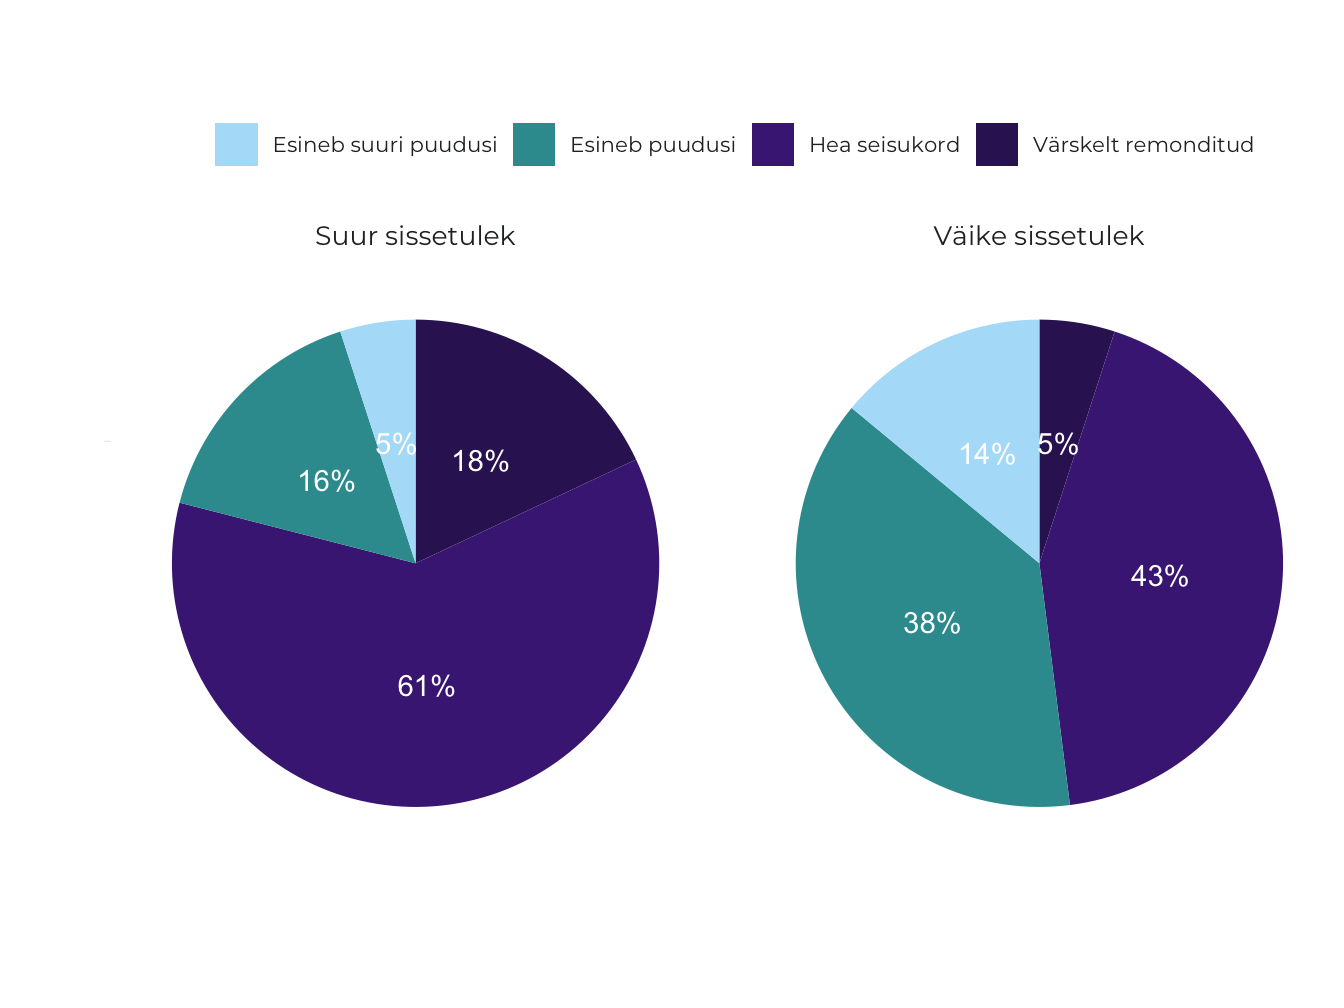 Esineb suuri puudusi Esineb puudusi Hea seisukord Värskelt remonditud
Suur sissetulek Väike sissetulek
5% 18% 16% 61%
14% 5% 43% 38%